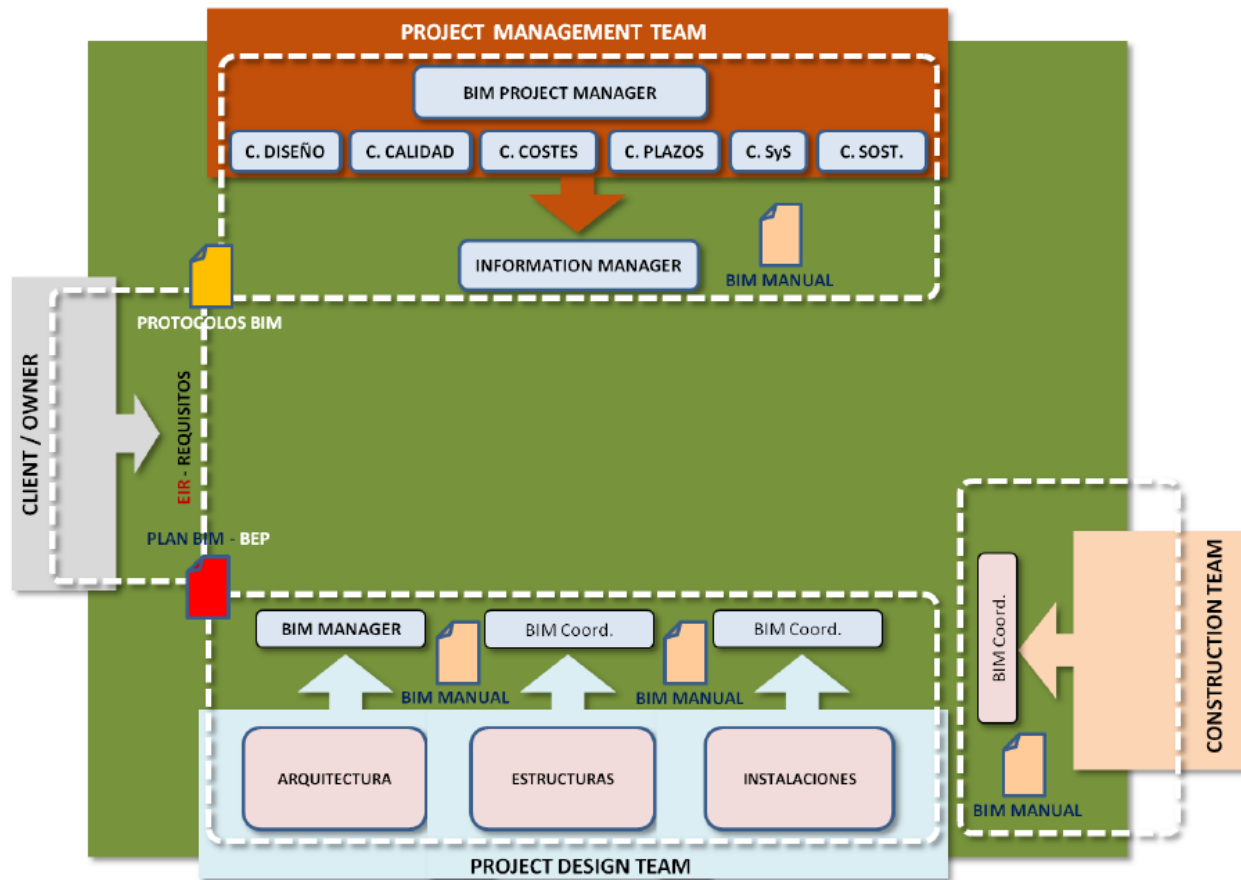 PROJECT MANAGEMENT TEAM
BIM PROJECT MANAGER
C. DISEÑO
C. CALIDAD
C. COSTES
C. PLAZOS
C. SyS
C. SOST.
INFORMATION MANAGER
BIM MANUAL
PROTOCOLOS BIM
CLIENT / OWNER
EIR - REQUISITOS
PLAN BIM - BEP
BIM MANAGER
BIM MANUAL
BIM Coord.
BIM MANUAL
BIM Coord.
ARQUITECTURA
ESTRUCTURAS
INSTALACIONES
PROJECT DESIGN TEAM
BIM Coord.
BIM MANUAL
CONSTRUCTION TEAM